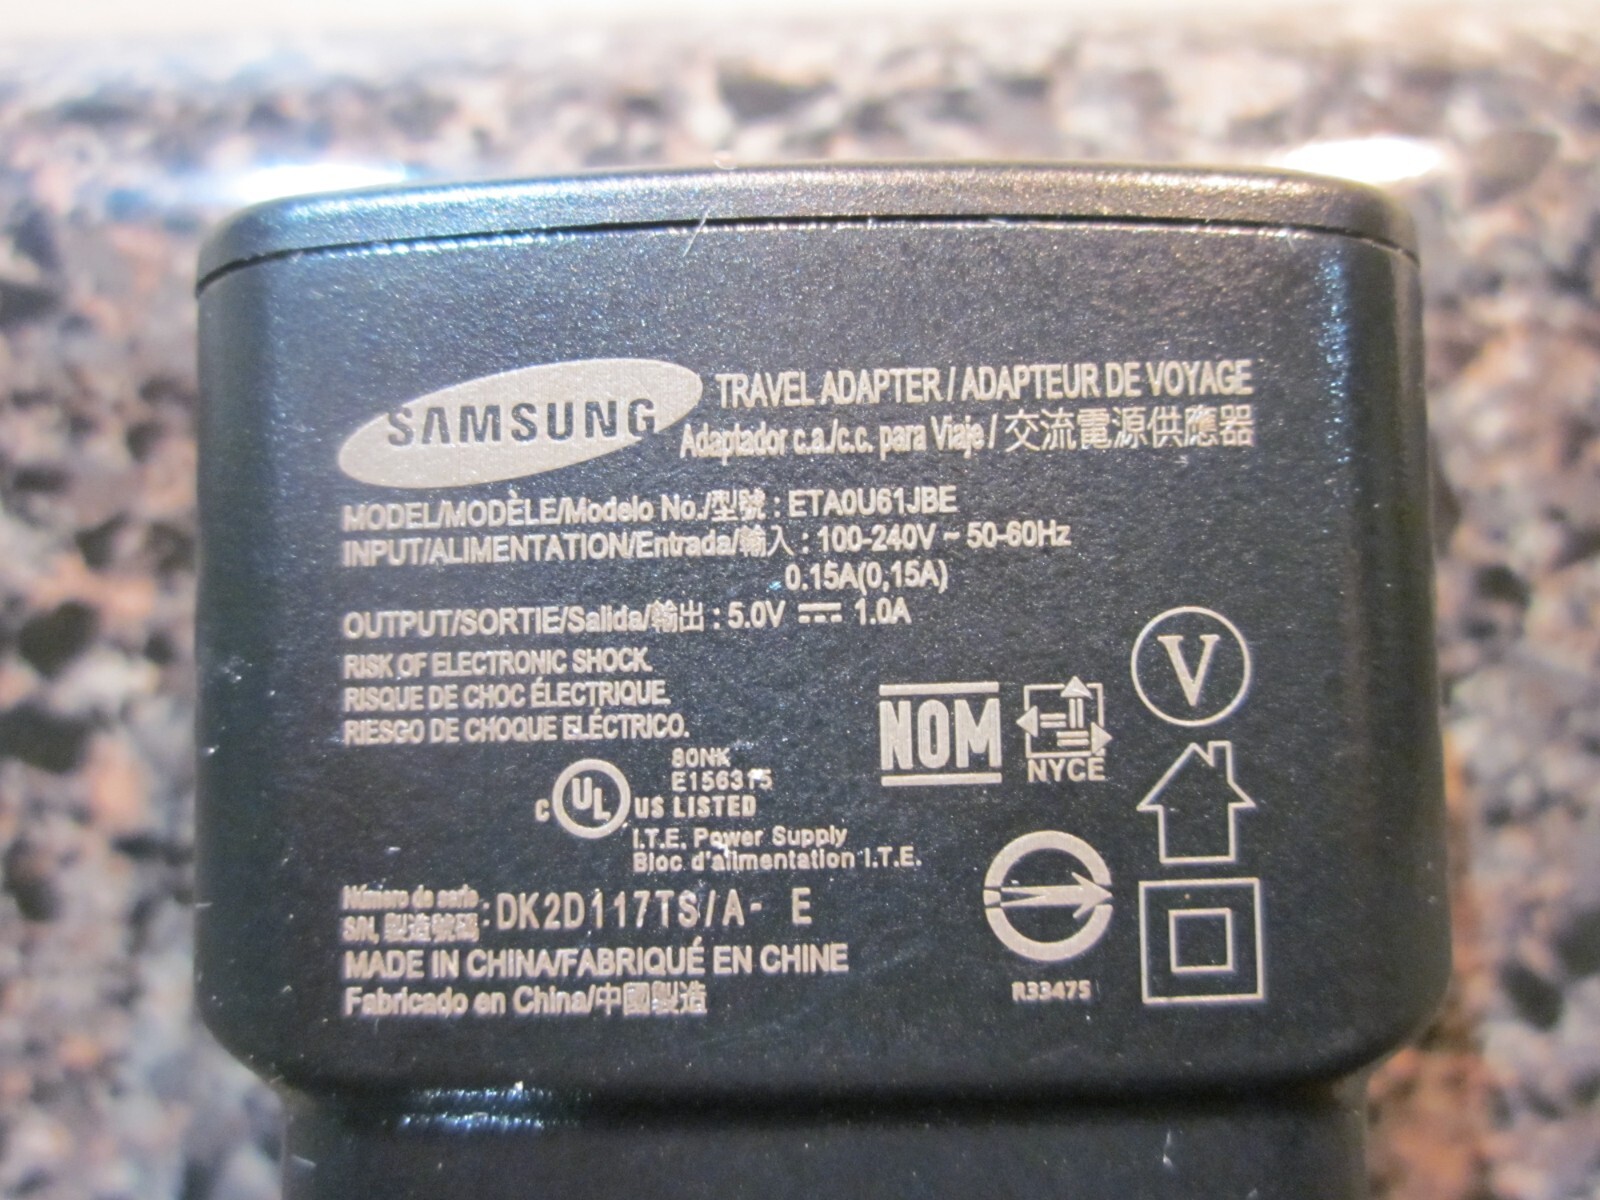 SAMSUNG
TRAVEL ADAPTER / ADAPTEUR DE VOYAGE
Adaptador c.a./c.c. para Viaje / 交流電源供應器
MODEL/MODÈLE/Modelo No./型號 : ETA0U61JBE
INPUT/ALIMENTATION/Entrada/輸入 : 100-240V ~ 50-60Hz
0.15A(0,15A)
OUTPUT/SORTIE/Salida/輸出 : 5.0V ⎓ 1.0A
RISK OF ELECTRONIC SHOCK.
RISQUE DE CHOC ÉLECTRIQUE.
RIESGO DE CHOQUE ELÉCTRICO.
V
NOM
NYCE
80NK
E156315
C UL US LISTED
I.T.E. Power Supply
Bloc d'alimentation I.T.E.
Número de serie
S/N, 製造號碼 : DK2D117TS/A- E
MADE IN CHINA/FABRIQUÉ EN CHINE
Fabricado en China/中國製造
R33475